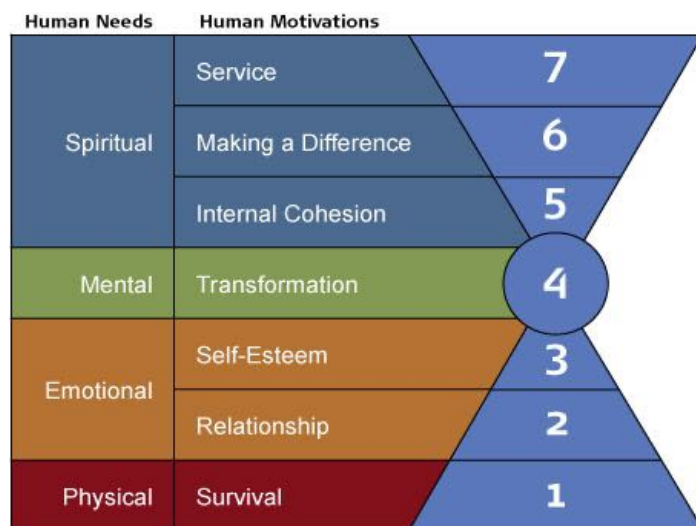 Human Needs Human Motivations
Service 7
Spiritual Making a Difference 6
Internal Cohesion 5
Mental Transformation 4
Self-Esteem 3
Emotional
Relationship 2
Physical Survival 1